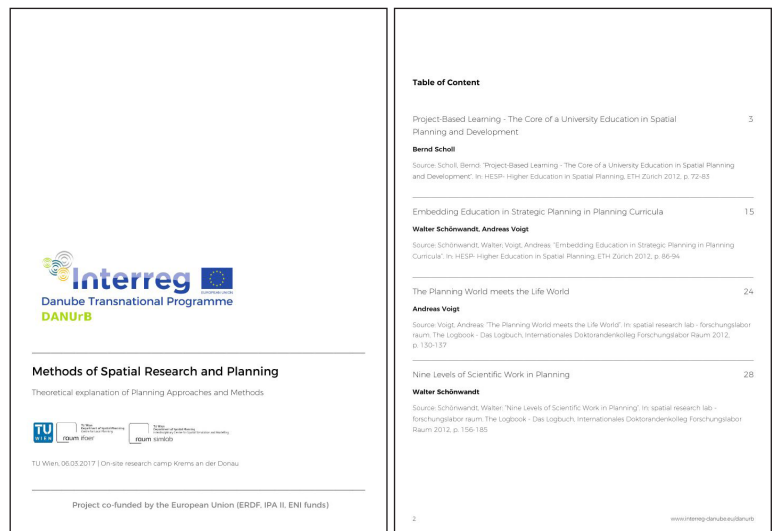 Interreg
EUROPEAN UNION
Danube Transnational Programme
DANUrB
Methods of Spatial Research and Planning
Theoretical explanation of Planning Approaches and Methods
TU
WIEN
raum ifoer
raum simlab
TU Wien, 06.03.2017 | On-site research camp Krems an der Donau
Project co-funded by the European Union (ERDF, IPA II, ENI funds)
Table of Content
Project-Based Learning - The Core of a University Education in Spatial 3
Planning and Development
Bernd Scholl
Source: Scholl, Bernd: "Project-Based Learning - The Core of a University Education in Spatial Planning
and Development". In: HESP- Higher Education in Spatial Planning, ETH Zürich 2012, p. 72-83
Embedding Education in Strategic Planning in Planning Curricula 15
Walter Schönwandt, Andreas Voigt
Source: Schönwandt, Walter; Voigt, Andreas: "Embedding Education in Strategic Planning in Planning
Curricula". In: HESP- Higher Education in Spatial Planning, ETH Zürich 2012, p. 86-94
The Planning World meets the Life World 24
Andreas Voigt
Source: Voigt, Andreas: "The Planning World meets the Life World". In: spatial research lab - forschungslabor
raum. The Logbook - Das Logbuch, Internationales Doktorandenkolleg Forschungslabor Raum 2012,
p. 130-137
Nine Levels of Scientific Work in Planning 28
Walter Schönwandt
Source: Schönwandt, Walter: "Nine Levels of Scientific Work in Planning". In: spatial research lab -
forschungslabor raum. The Logbook - Das Logbuch, Internationales Doktorandenkolleg Forschungslabor
Raum 2012, p. 156-185
2 www.interreg-danube.eu/danurb